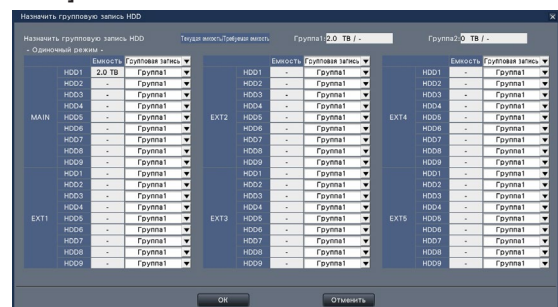 Назначить групповую запись HDD ×
Назначить групповую запись HDD Текущая емкость/Требуемая емкость Группа1: 2.0 TB / - Группа2: 0 TB / -
- Одиночный режим -
Емкость Групповая запись Емкость Групповая запись Емкость Групповая запись
HDD1 2.0 TB Группа1 HDD1 - Группа1 HDD1 - Группа1
HDD2 - Группа1 HDD2 - Группа1 HDD2 - Группа1
HDD3 - Группа1 HDD3 - Группа1 HDD3 - Группа1
HDD4 - Группа1 HDD4 - Группа1 HDD4 - Группа1
MAIN HDD5 - Группа1 EXT2 HDD5 - Группа1 EXT4 HDD5 - Группа1
HDD6 - Группа1 HDD6 - Группа1 HDD6 - Группа1
HDD7 - Группа1 HDD7 - Группа1 HDD7 - Группа1
HDD8 - Группа1 HDD8 - Группа1 HDD8 - Группа1
HDD9 - Группа1 HDD9 - Группа1 HDD9 - Группа1
HDD1 - Группа1 HDD1 - Группа1 HDD1 - Группа1
HDD2 - Группа1 HDD2 - Группа1 HDD2 - Группа1
HDD3 - Группа1 HDD3 - Группа1 HDD3 - Группа1
HDD4 - Группа1 HDD4 - Группа1 HDD4 - Группа1
EXT1 HDD5 - Группа1 EXT3 HDD5 - Группа1 EXT5 HDD5 - Группа1
HDD6 - Группа1 HDD6 - Группа1 HDD6 - Группа1
HDD7 - Группа1 HDD7 - Группа1 HDD7 - Группа1
HDD8 - Группа1 HDD8 - Группа1 HDD8 - Группа1
HDD9 - Группа1 HDD9 - Группа1 HDD9 - Группа1
ОК Отменить